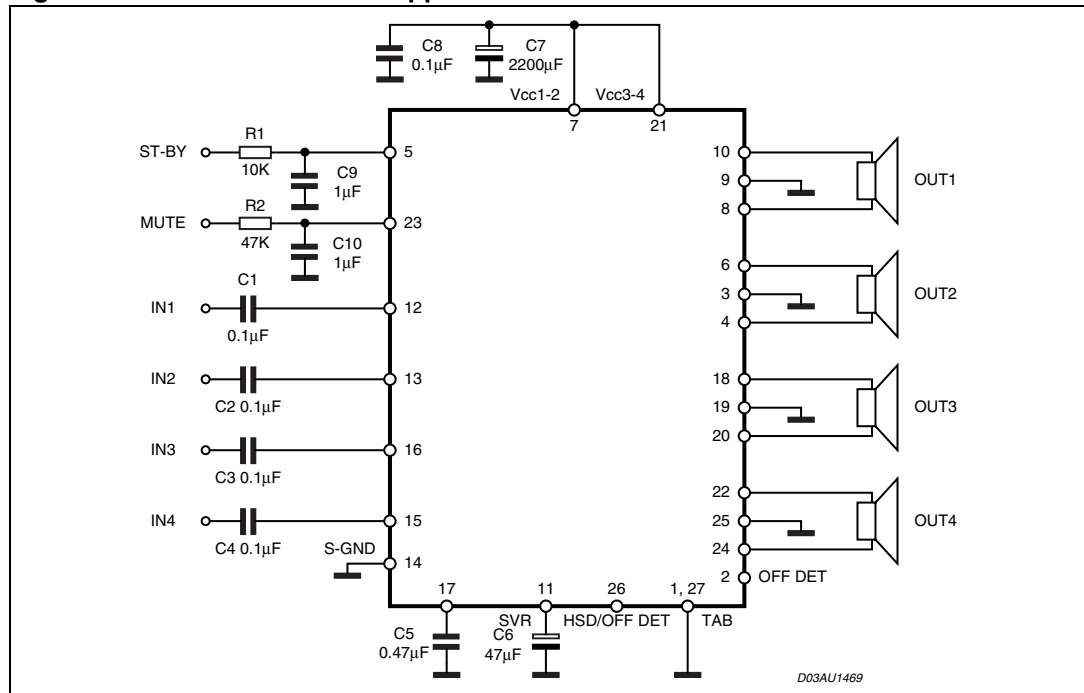 C8
0.1µF
C7
2200µF
Vcc1-2
Vcc3-4
7
21
ST-BY
R1
10K
5
C9
1µF
MUTE
R2
47K
23
C10
1µF
IN1
C1
0.1µF
12
IN2
C2 0.1µF
13
IN3
C3 0.1µF
16
IN4
C4 0.1µF
15
S-GND
14
10
9
8
OUT1
6
3
4
OUT2
18
19
20
OUT3
22
25
24
OUT4
2
OFF DET
17
11
26
1, 27
SVR
HSD/OFF DET
TAB
C5
0.47µF
C6
47µF
D03AU1469